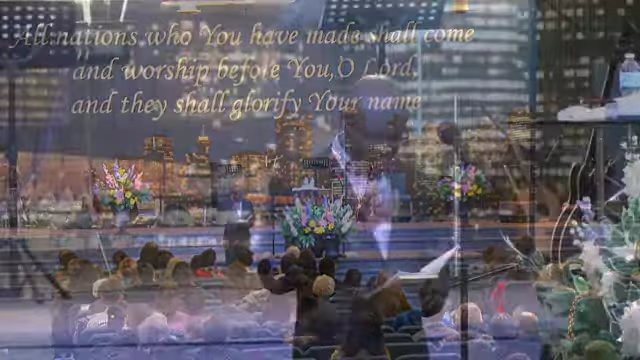 All nations who You have made shall come
and worship before You, O Lord,
and they shall glorify Your name